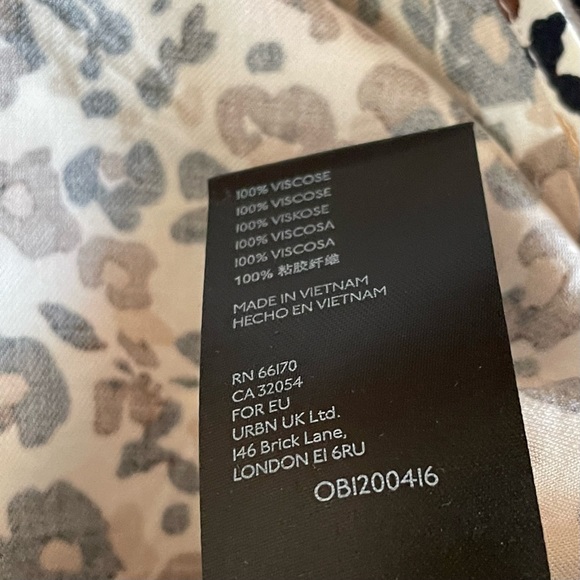 100% VISCOSE
100% VISCOSE
100% VISKOSE
100% VISCOSA
100% VISCOSA
100% 粘胶纤维
MADE IN VIETNAM
HECHO EN VIETNAM
RN 66170
CA 32054
FOR EU
URBN UK Ltd.
146 Brick Lane,
LONDON E1 6RU
OB1200416